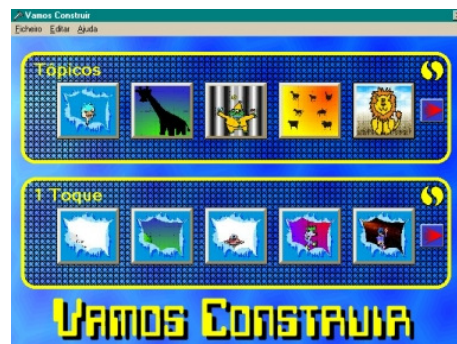 Vamos Construir
Ficheiro Editar Ajuda
Tópicos
1 Toque
Vamos Construir